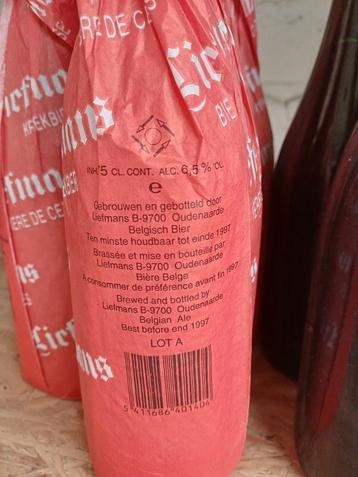 Liefmans
KRIEKBIER
INH.75 CL.CONT. ALC. 6,5% VOL
e
Gebrouwen en gebotteld door
Liefmans B-9700 Oudenaarde
Belgisch Bier
Ten minste houdbaar tot einde 1997
Brassée et mise en bouteille par
Liefmans B-9700 Oudenaarde
Bière Belge
A consommer de préférence avant fin 1997
Brewed and bottled by
Liefmans B-9700 Oudenaarde
Belgian Ale
Best before end 1997
LOT A
5 411686 401404